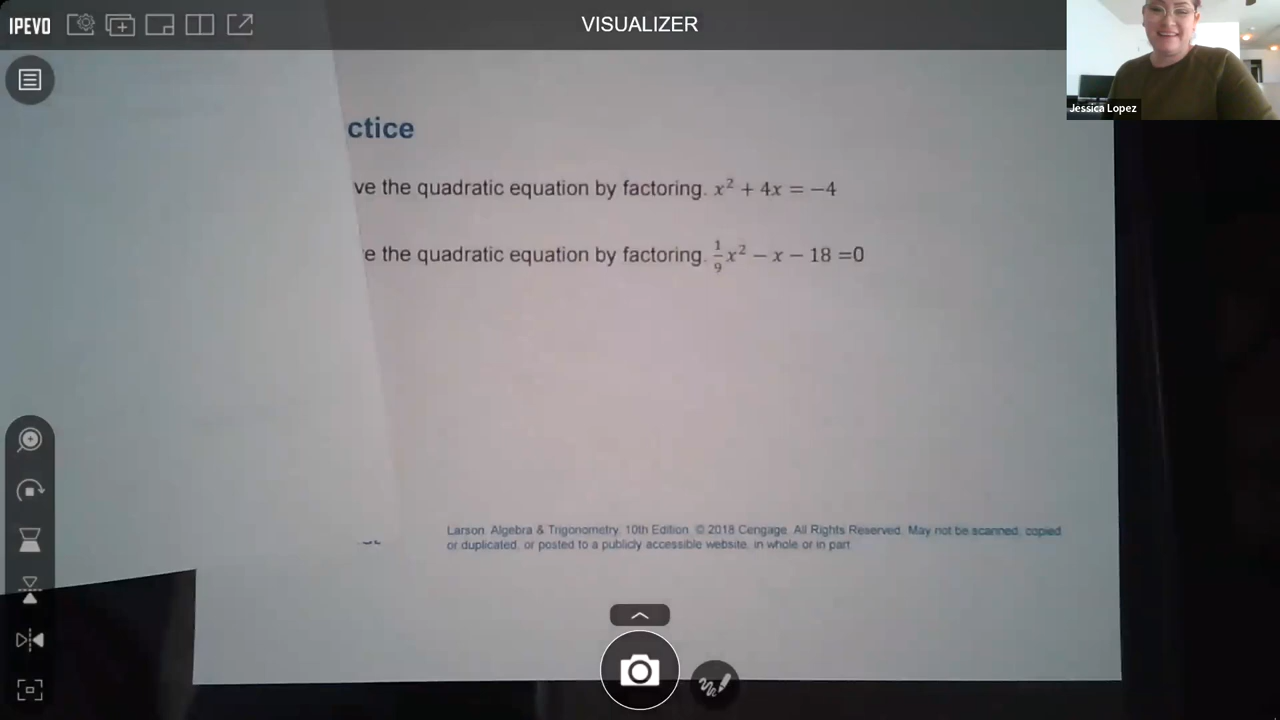 IPEVO
VISUALIZER
Jessica Lopez
ctice
ve the quadratic equation by factoring. x² + 4x = −4
e the quadratic equation by factoring. 1/9 x² − x − 18 =0
Larson. Algebra & Trigonometry, 10th Edition. © 2018 Cengage. All Rights Reserved. May not be scanned, copied
or duplicated, or posted to a publicly accessible website, in whole or in part.